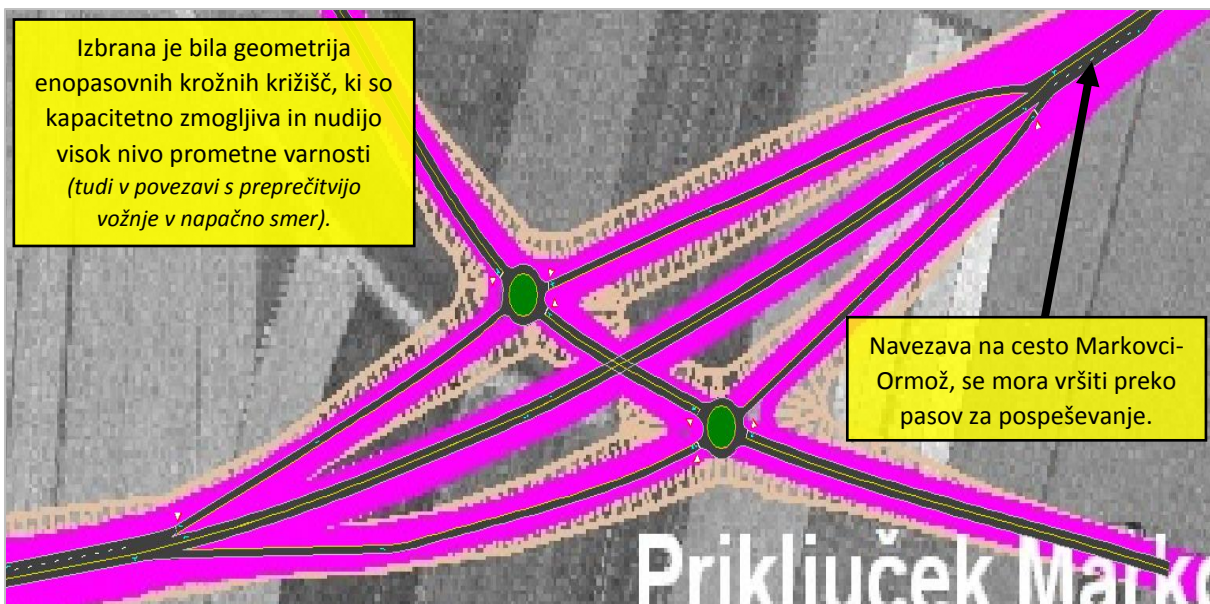 Izbrana je bila geometrija
enopasovnih krožnih križišč, ki so
kapacitetno zmogljiva in nudijo
visok nivo prometne varnosti
(tudi v povezavi s preprečitvijo
vožnje v napačno smer).
Navezava na cesto Markovci-
Ormož, se mora vršiti preko
pasov za pospeševanje.
Priključek Marko